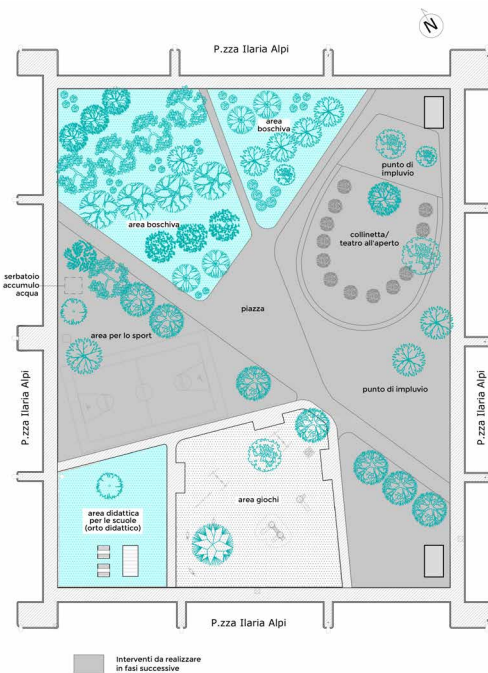 N
P.zza Ilaria Alpi
area
boschiva
punto di
impluvio
area boschiva
collinetta/
teatro all'aperto
serbatoio
accumulo
acqua
piazza
area per lo sport
punto di impluvio
P.zza Ilaria Alpi
P.zza Ilaria Alpi
area giochi
area didattica
per le scuole
(orto didattico)
P.zza Ilaria Alpi
Interventi da realizzare
in fasi successive